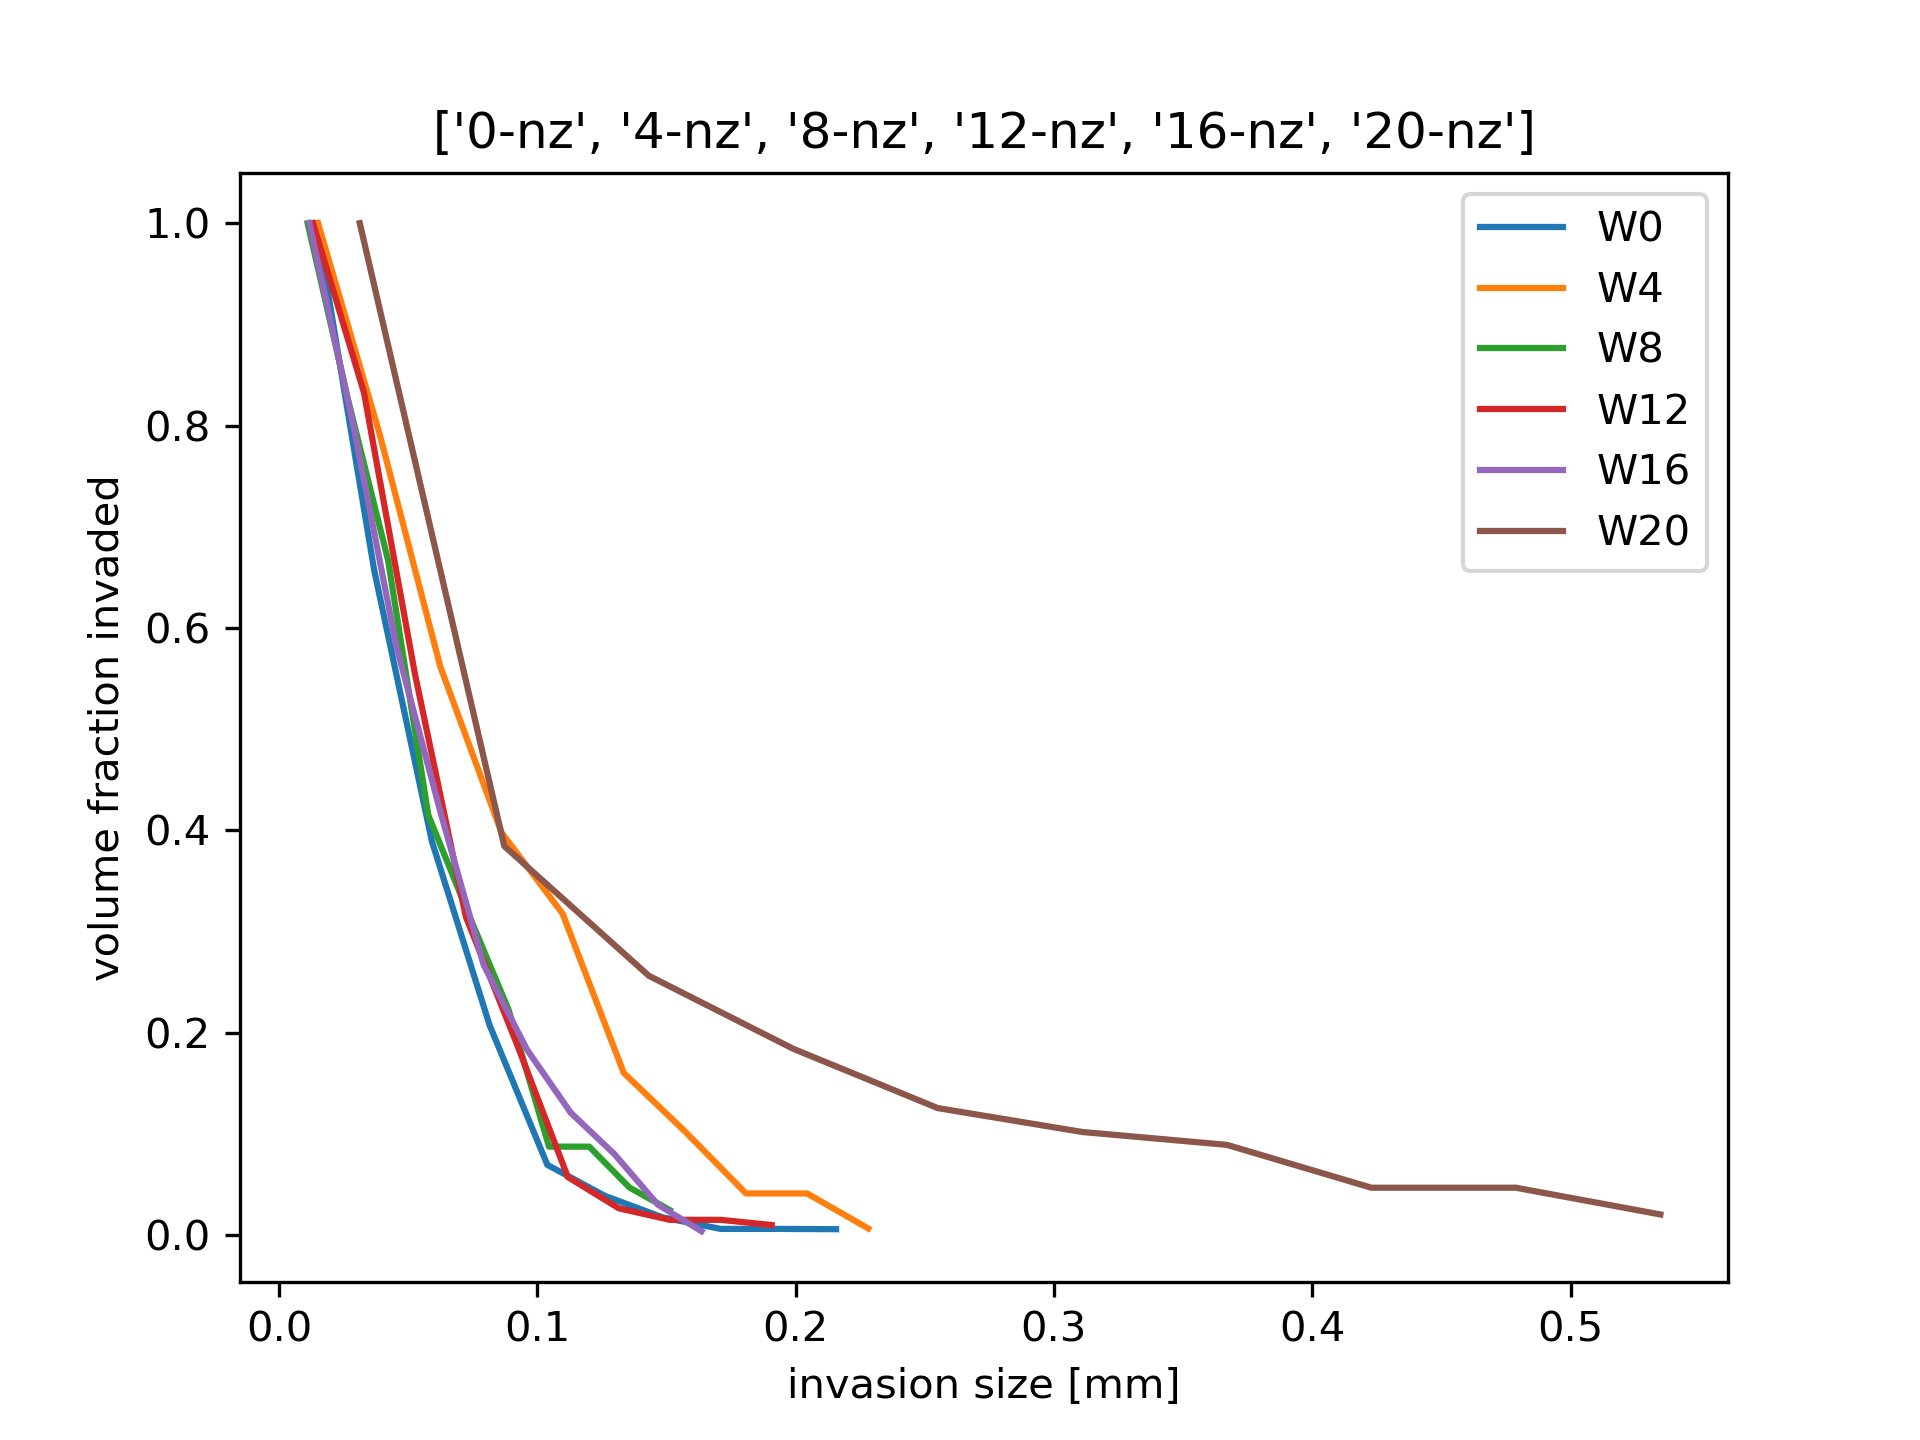 ['0-nz', '4-nz', '8-nz', '12-nz', '16-nz', '20-nz']
volume fraction invaded
1.0
0.8
0.6
0.4
0.2
0.0
W0
W4
W8
W12
W16
W20
0.0 0.1 0.2 0.3 0.4 0.5
invasion size [mm]